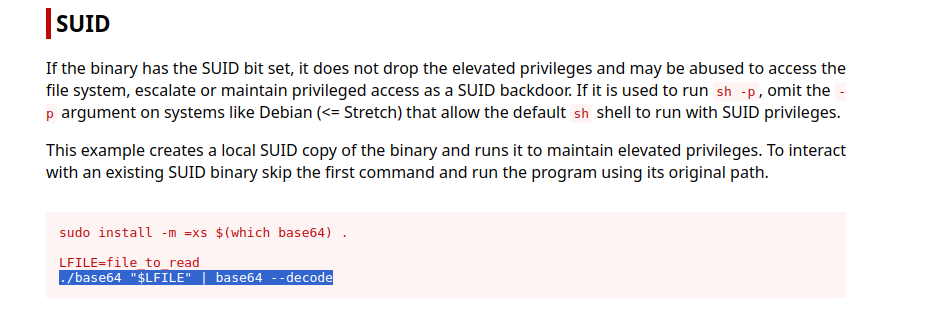 SUID
If the binary has the SUID bit set, it does not drop the elevated privileges and may be abused to access the
file system, escalate or maintain privileged access as a SUID backdoor. If it is used to run sh -p, omit the -
p argument on systems like Debian (<= Stretch) that allow the default sh shell to run with SUID privileges.
This example creates a local SUID copy of the binary and runs it to maintain elevated privileges. To interact
with an existing SUID binary skip the first command and run the program using its original path.
sudo install -m =xs $(which base64) .
LFILE=file_to_read
./base64 "$LFILE" | base64 --decode